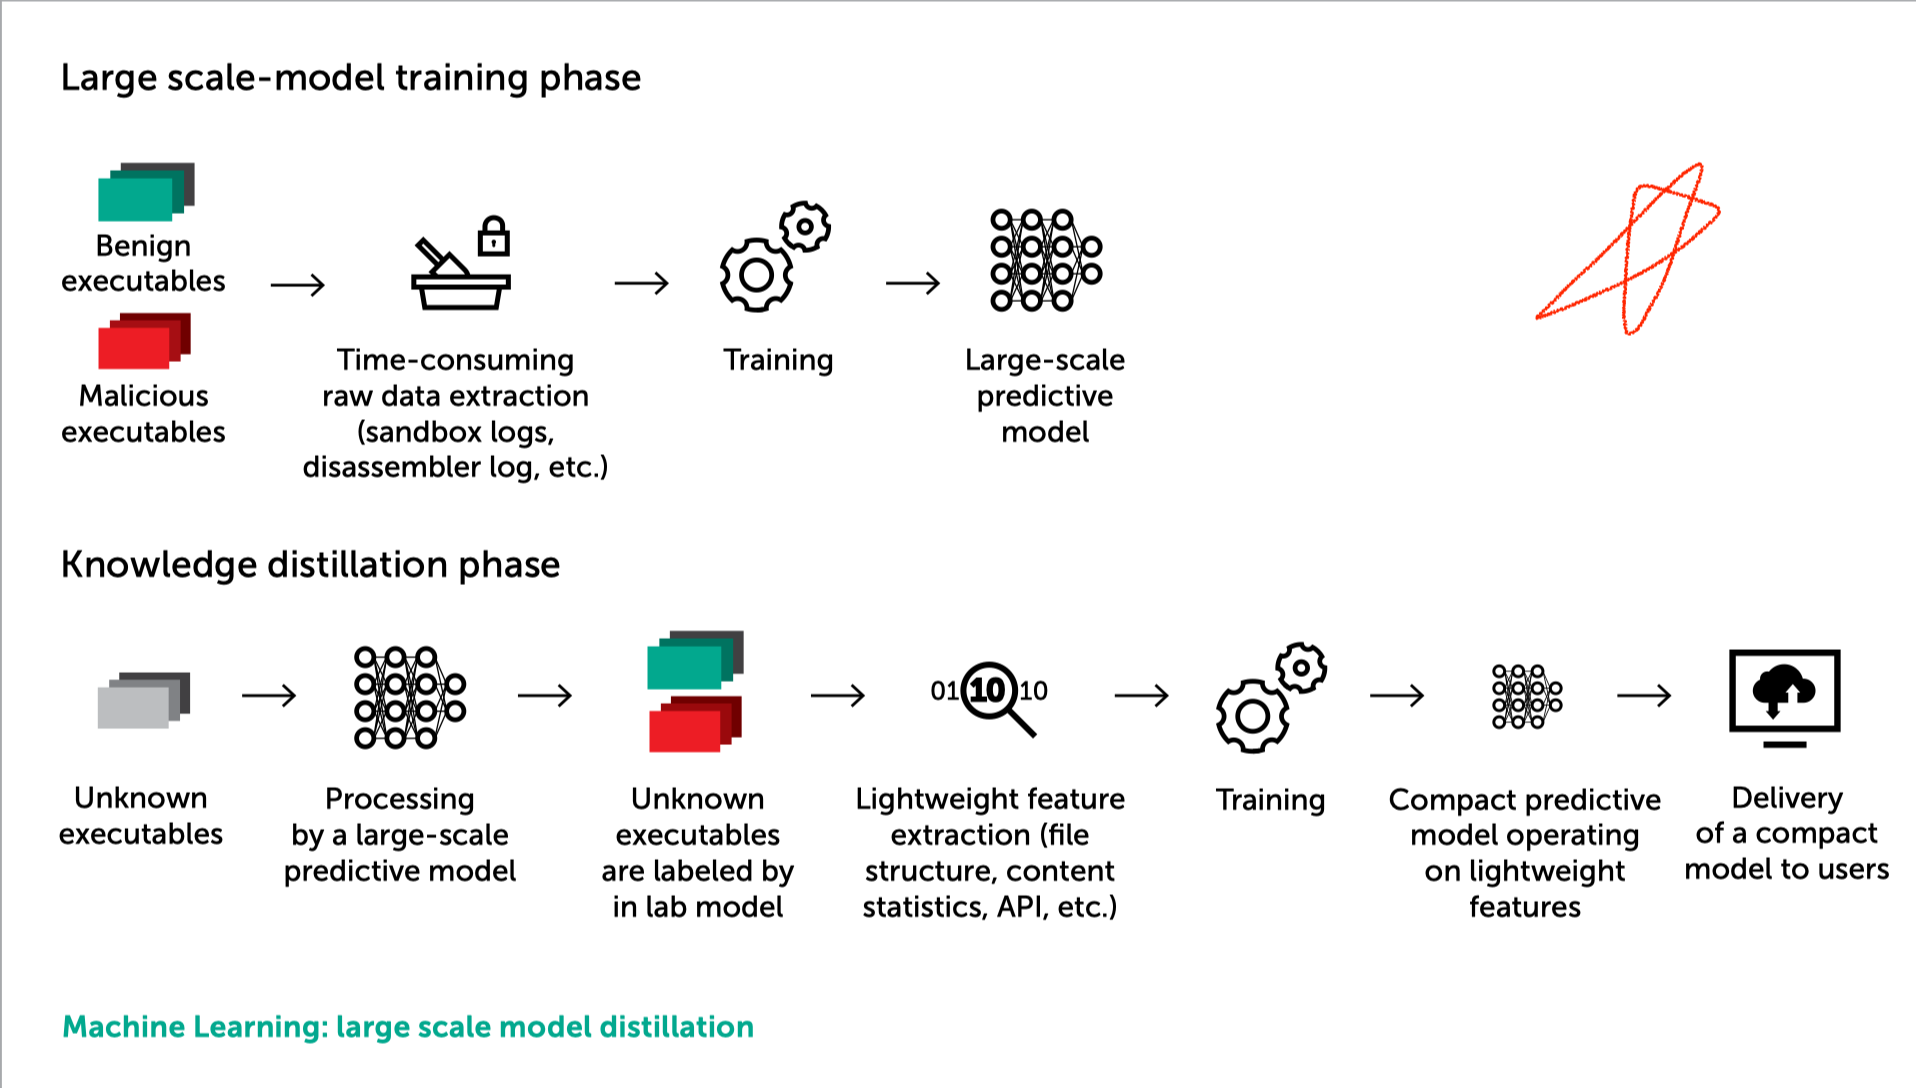 Large scale-model training phase
Benign
executables
Malicious
executables
Time-consuming
raw data extraction
(sandbox logs,
disassembler log, etc.)
Training
Large-scale
predictive
model
Knowledge distillation phase
Unknown
executables
Processing
by a large-scale
predictive model
Unknown
executables
are labeled by
in lab model
011010
Lightweight feature
extraction (file
structure, content
statistics, API, etc.)
Training
Compact predictive
model operating
on lightweight
features
Delivery
of a compact
model to users
Machine Learning: large scale model distillation